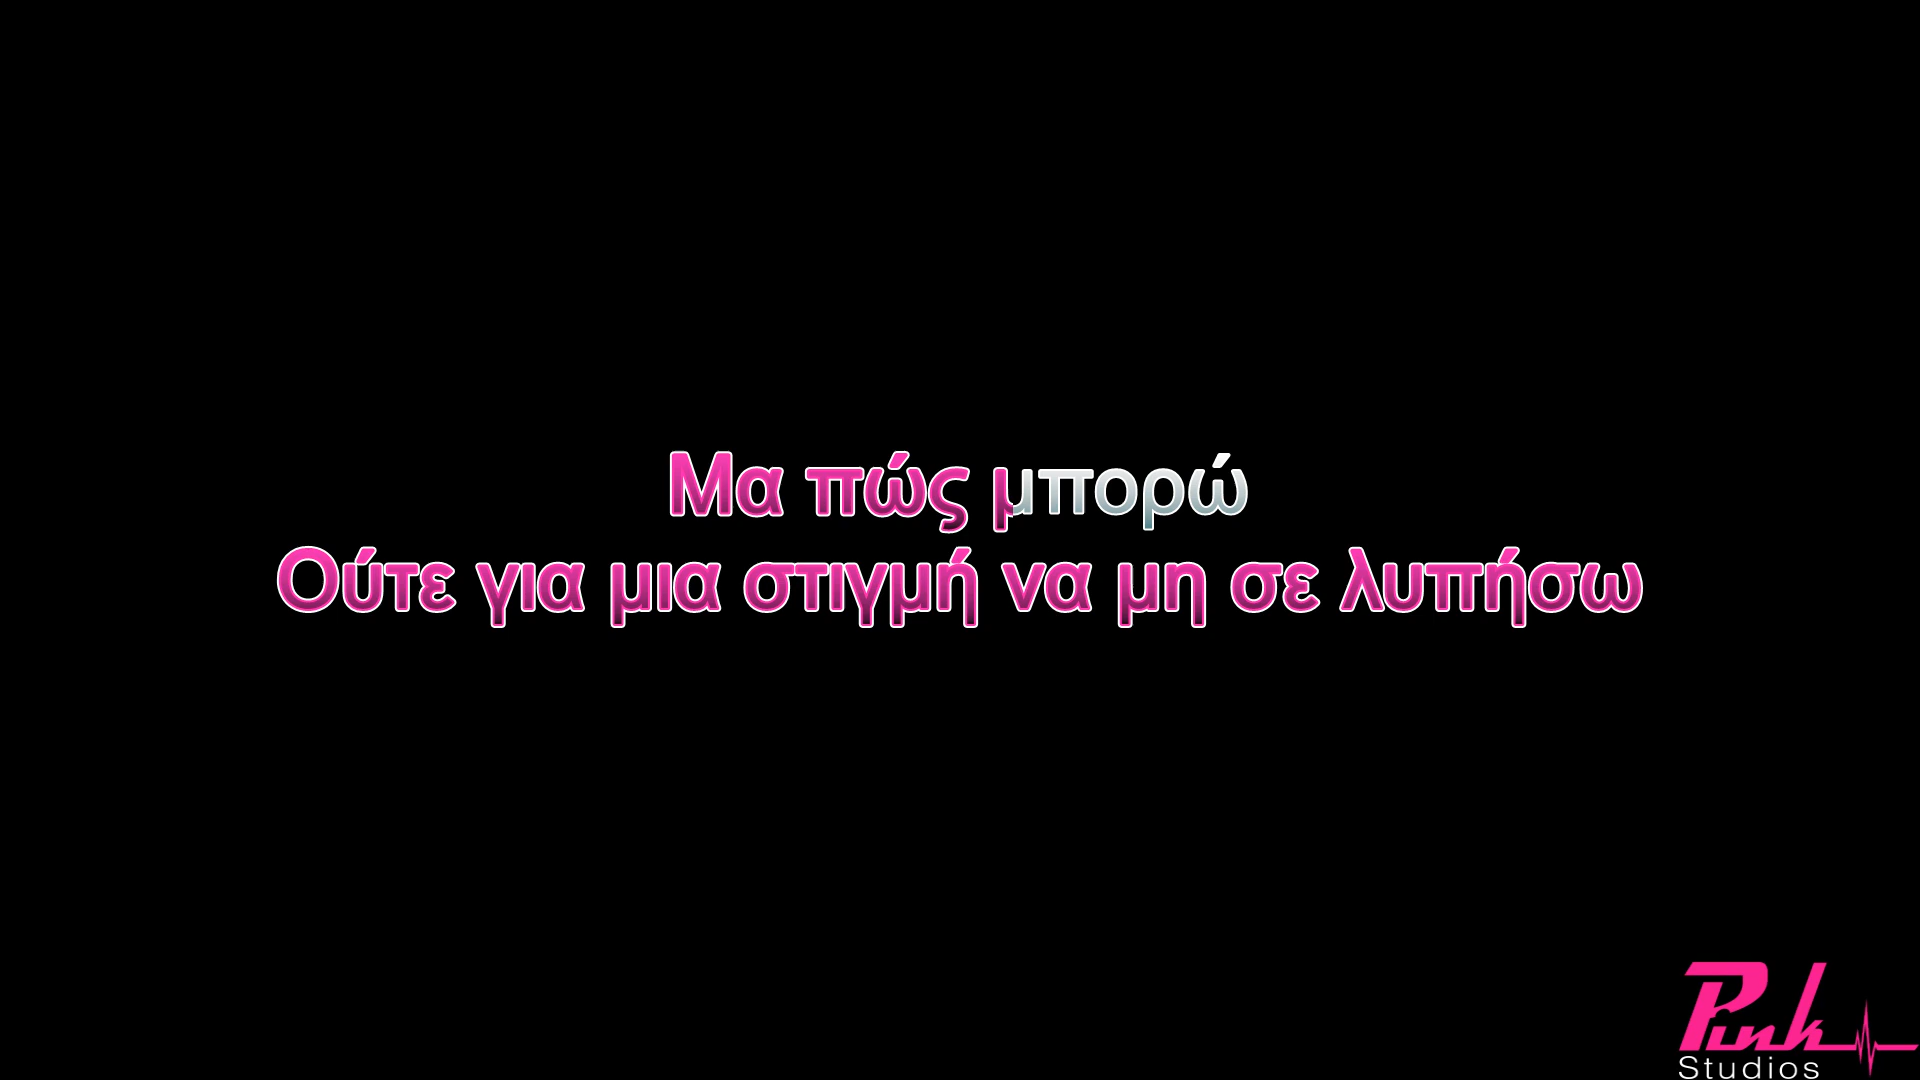 Μα πώς μπορώ
Ούτε για μια στιγμή να μη σε λυπήσω
Pink
Studios